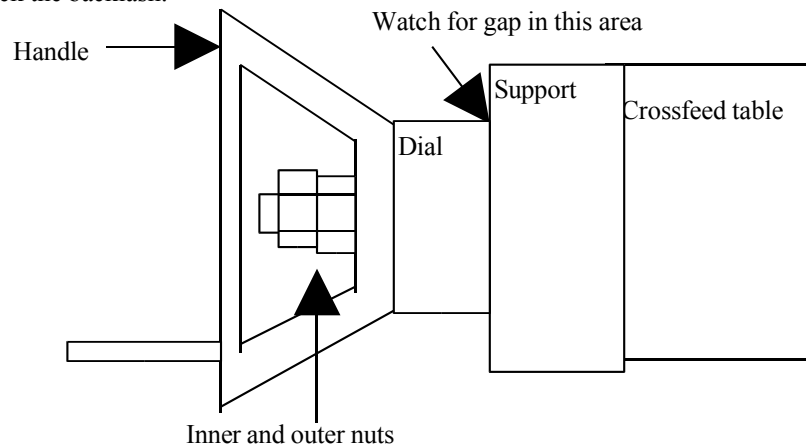 Watch for gap in this area
Handle
Support
Crossfeed table
Dial
Inner and outer nuts